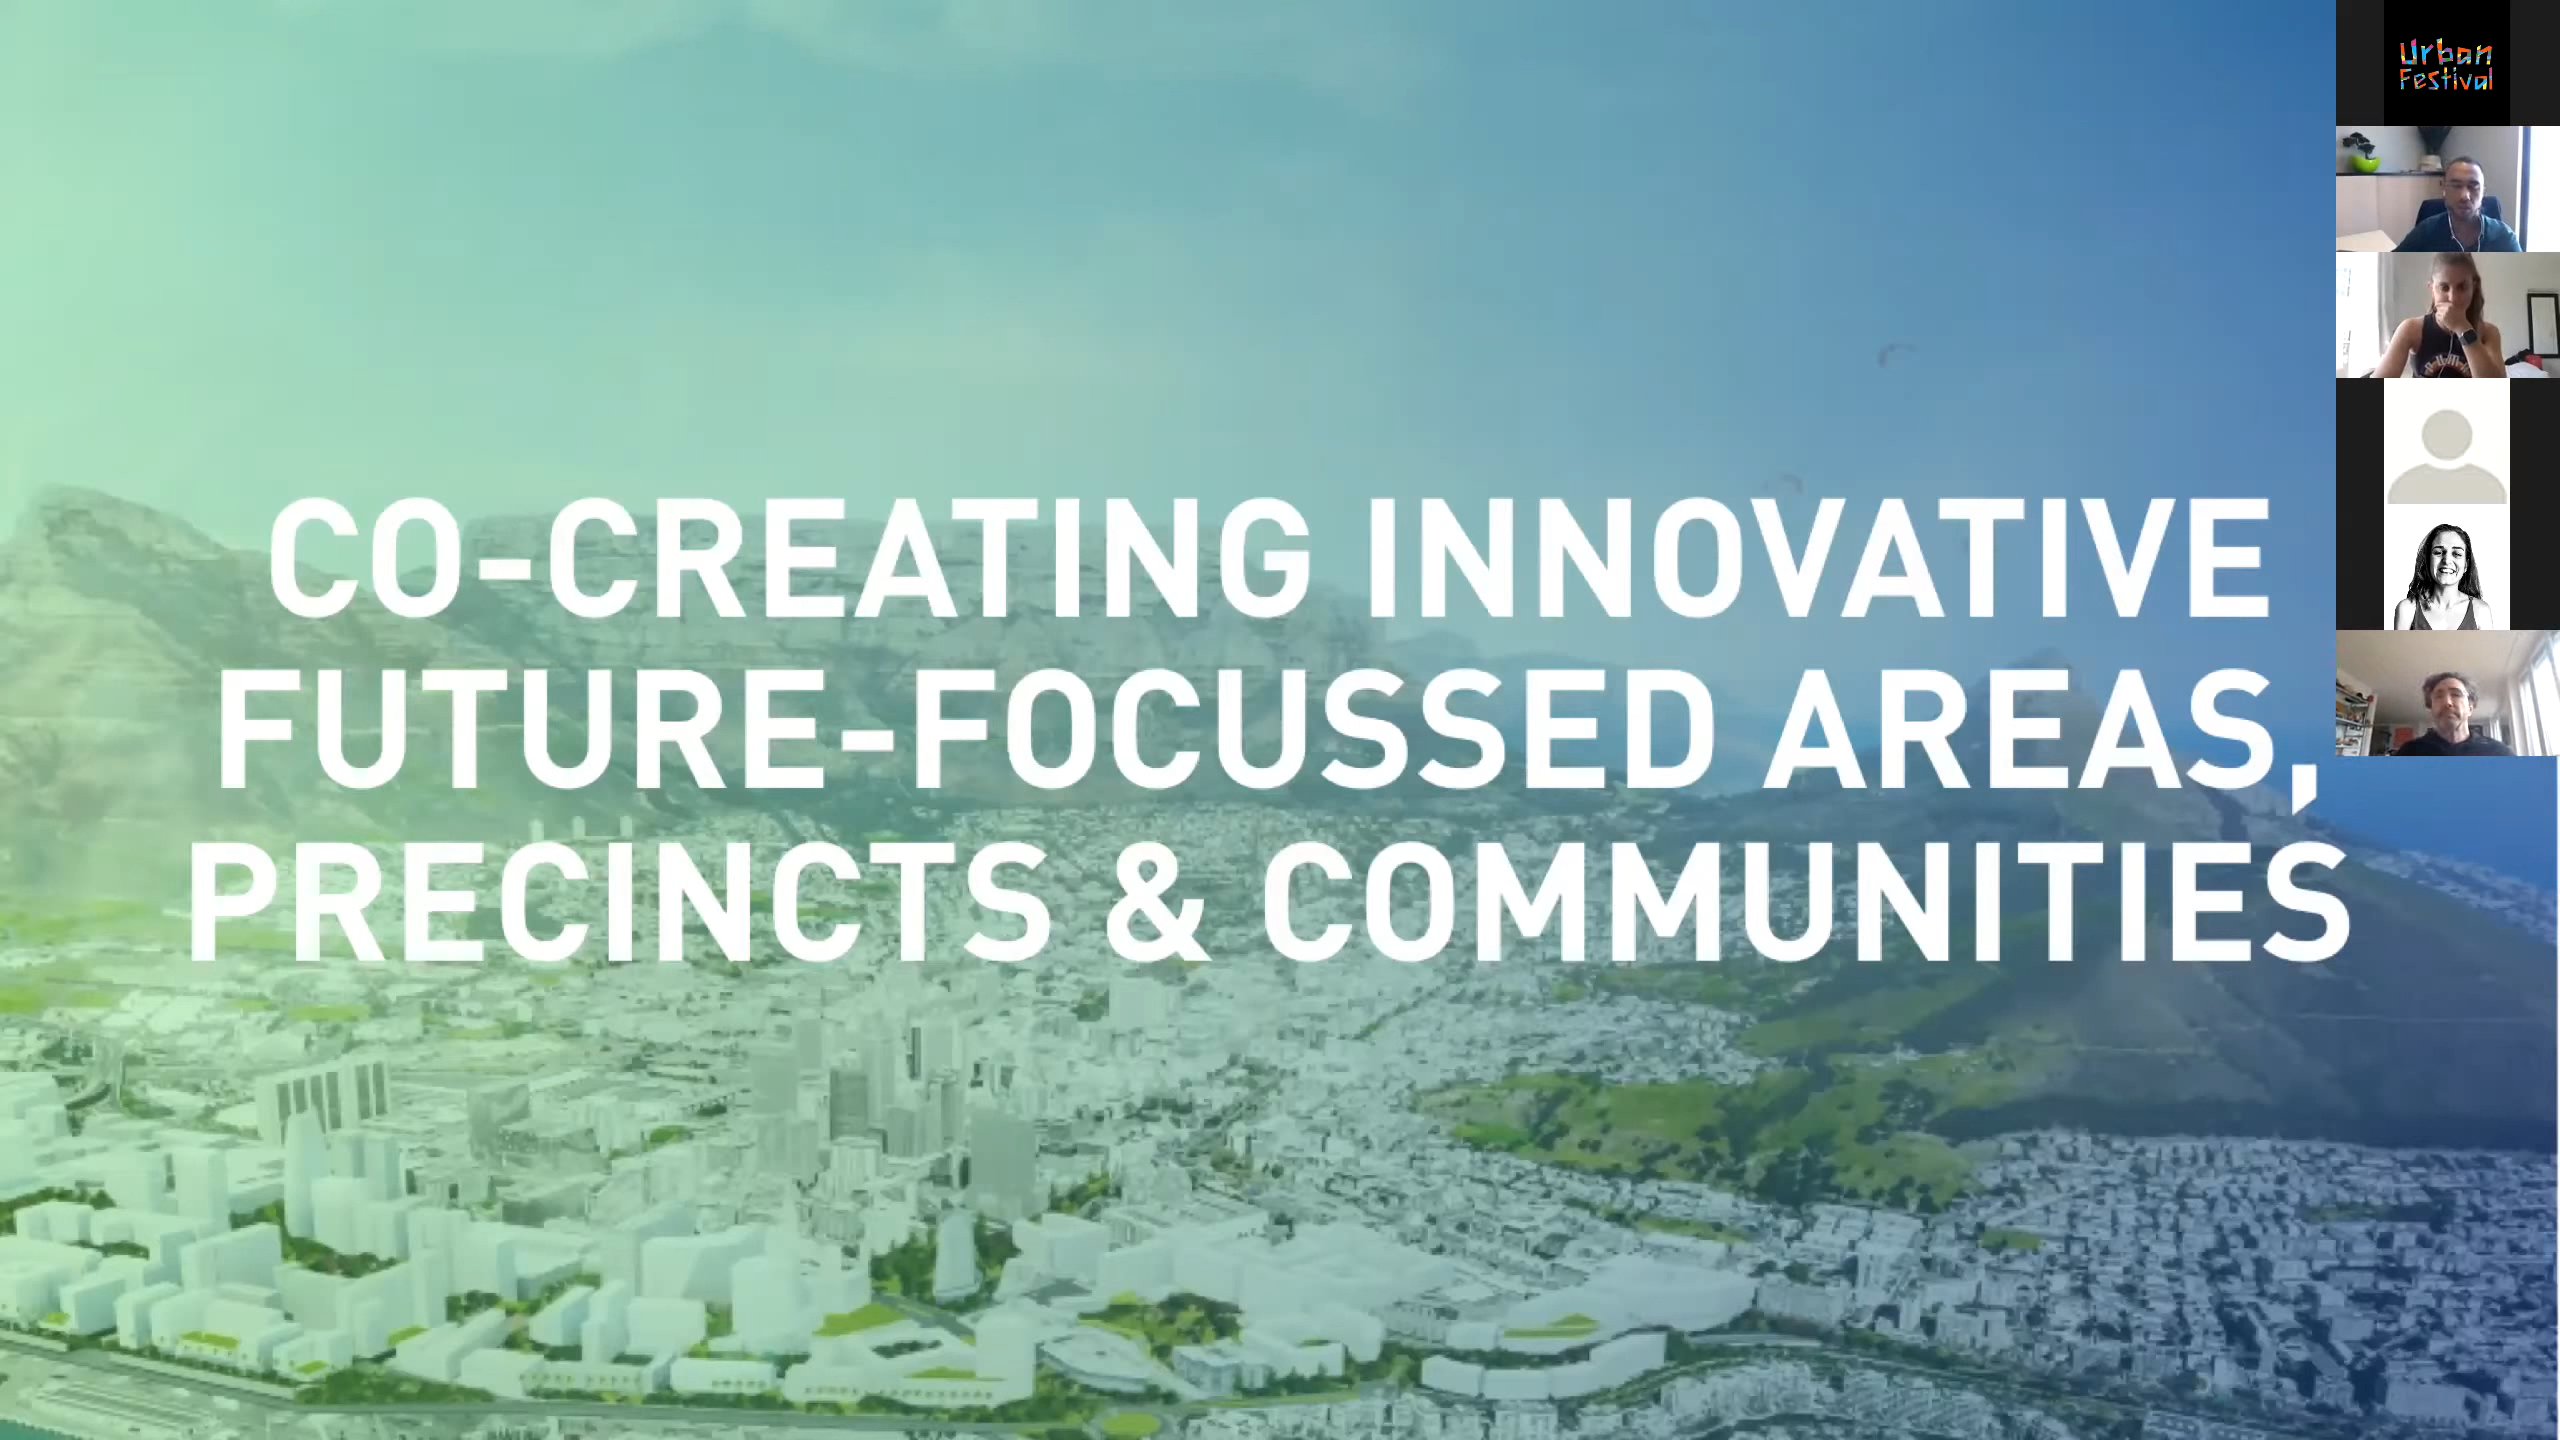 CO-CREATING INNOVATIVE
FUTURE-FOCUSSED AREAS,
PRECINCTS & COMMUNITIES
Urban
Festival